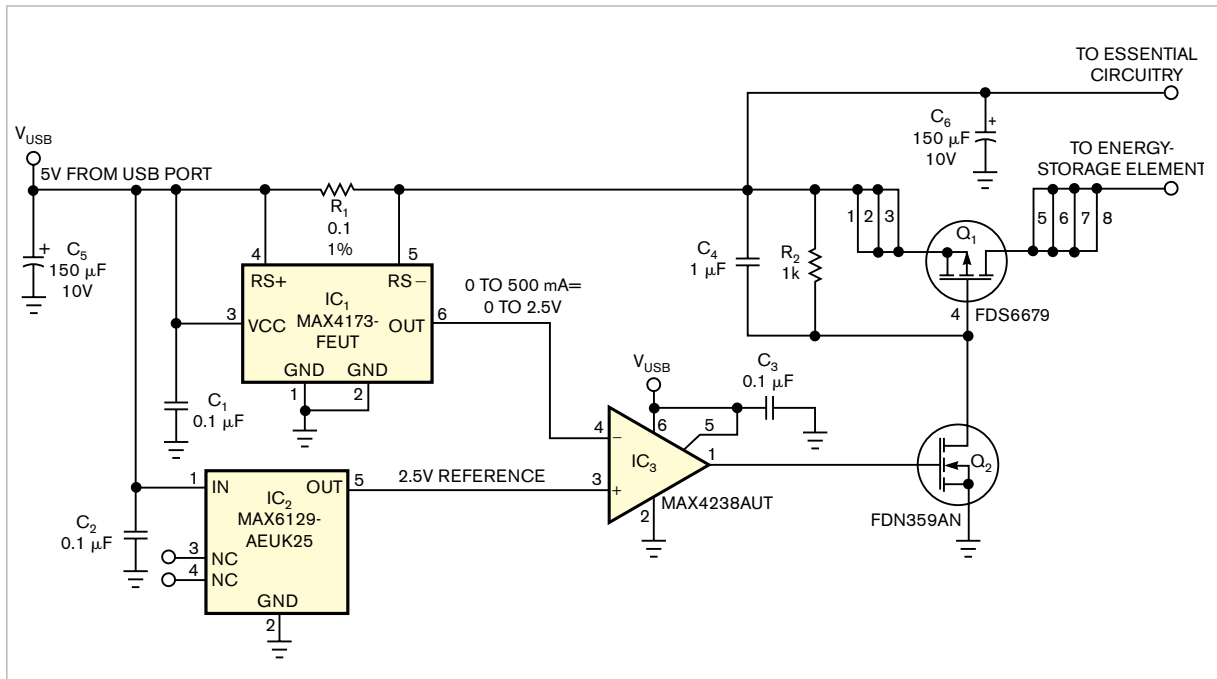 TO ESSENTIAL
CIRCUITRY
C6
150 µF
10V
+
VUSB
5V FROM USB PORT
TO ENERGY-
STORAGE ELEMENT
R1
0.1
1%
+
C5
150 µF
10V
4
5
RS+
RS−
IC1
MAX4173-
FEUT
3
VCC
OUT
6
GND
GND
1
2
0 TO 500 mA=
0 TO 2.5V
C4
1 µF
R2
1k
1
2
3
Q1
5
6
7
8
4
FDS6679
C1
0.1 µF
VUSB
C3
0.1 µF
6
5
4
−
IC3
1
3
+
MAX4238AUT
2
Q2
FDN359AN
1
IN
OUT
5
2.5V REFERENCE
IC2
MAX6129-
AEUK25
C2
0.1 µF
3
NC
4
NC
GND
2